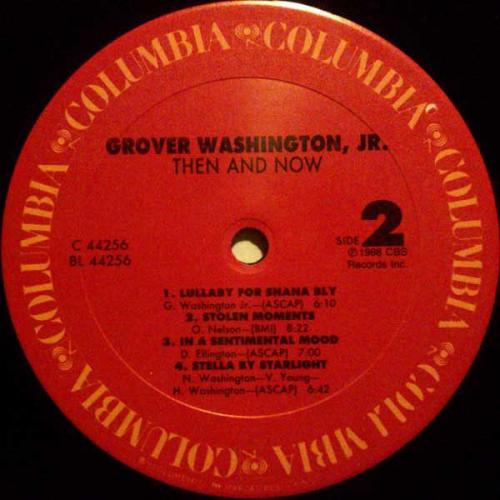 COLUMBIA COLUMBIA COLUMBIA COLUMBIA COLUMBIA COLUMBIA COLUMBIA
GROVER WASHINGTON, JR.
THEN AND NOW
C 44256
BL 44256
SIDE 2
℗ 1988 CBS
Records Inc.
1. LULLABY FOR SHANA BLY
G. Washington Jr.—(ASCAP) 6:10
2. STOLEN MOMENTS
O. Nelson—(BMI) 8:22
3. IN A SENTIMENTAL MOOD
D. Ellington—(ASCAP) 7:00
4. STELLA BY STARLIGHT
N. Washington—V. Young—
H. Washington—(ASCAP) 6:42